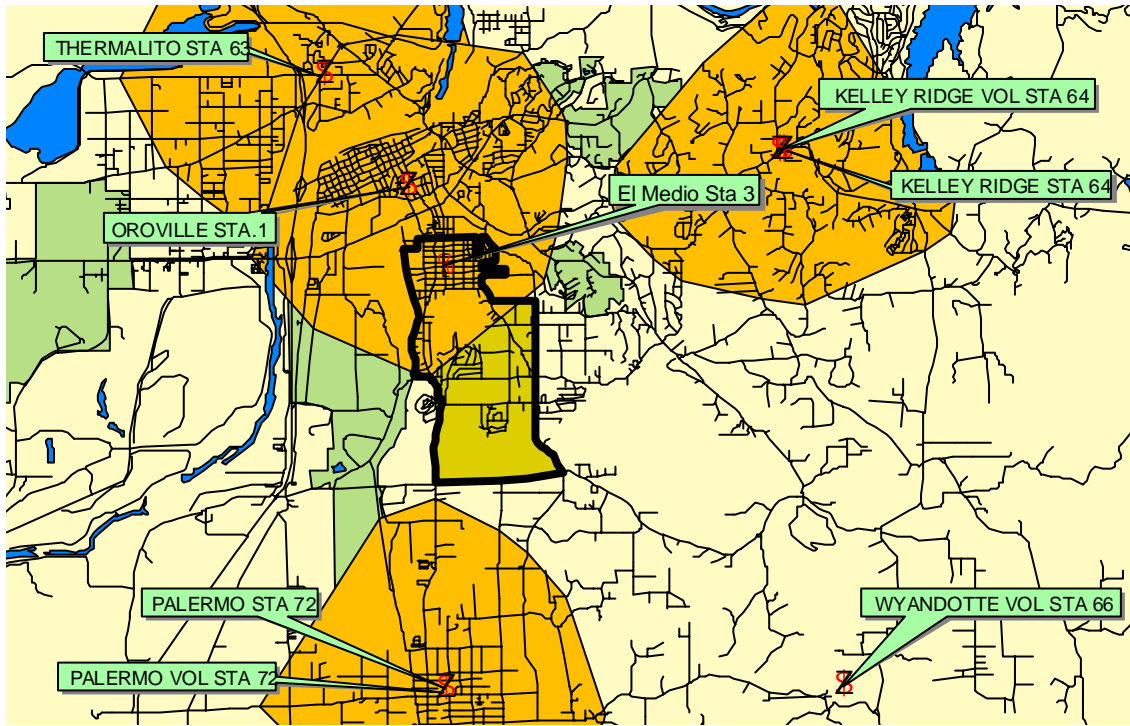 THERMALITO STA 63
KELLEY RIDGE VOL STA 64
KELLEY RIDGE STA 64
El Medio Sta 3
OROVILLE STA.1
PALERMO STA 72
WYANDOTTE VOL STA 66
PALERMO VOL STA 72